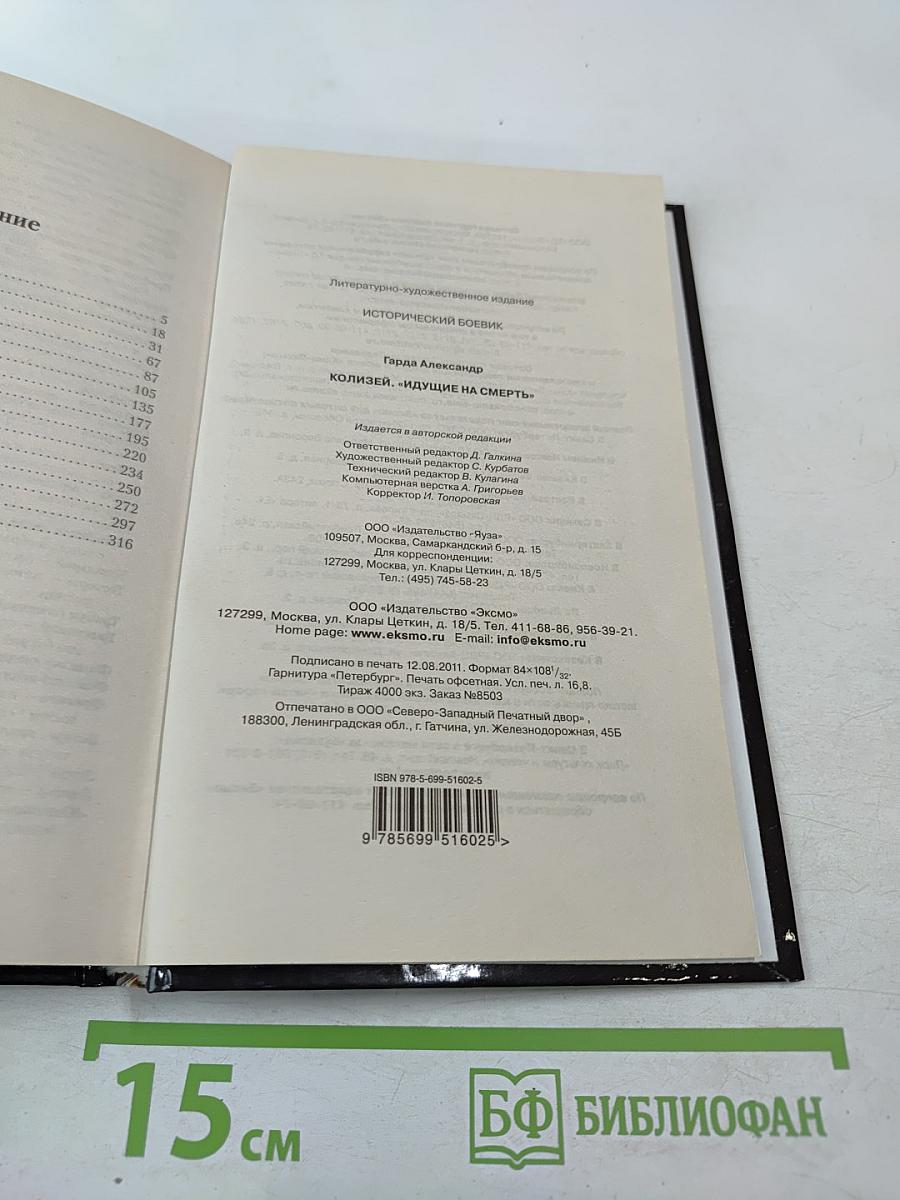 ние
5
18
31
67
87
105
135
177
195
220
234
250
272
297
316
Литературно-художественное издание
ИСТОРИЧЕСКИЙ БОЕВИК
Гарда Александр
КОЛИЗЕЙ. «ИДУЩИЕ НА СМЕРТЬ»
Издается в авторской редакции
Ответственный редактор Д. Галкина
Художественный редактор С. Курбатов
Технический редактор В. Кулагина
Компьютерная верстка А. Григорьев
Корректор И. Топоровская
ООО «Издательство «Яуза»
109507, Москва, Самаркандский б-р, д. 15
Для корреспонденции:
127299, Москва, ул. Клары Цеткин, д. 18/5
Тел.: (495) 745-58-23
ООО «Издательство «Эксмо»
127299, Москва, ул. Клары Цеткин, д. 18/5. Тел. 411-68-86, 956-39-21.
Home page: www.eksmo.ru E-mail: info@eksmo.ru
Подписано в печать 12.08.2011. Формат 84×108 1/32.
Гарнитура «Петербург». Печать офсетная. Усл. печ. л. 16,8.
Тираж 4000 экз. Заказ №8503
Отпечатано в ООО «Северо-Западный Печатный двор» ,
188300, Ленинградская обл., г. Гатчина, ул. Железнодорожная, 45Б
ISBN 978-5-699-51602-5
9 785699 516025 >
15 см
БФ БИБЛИОФАН